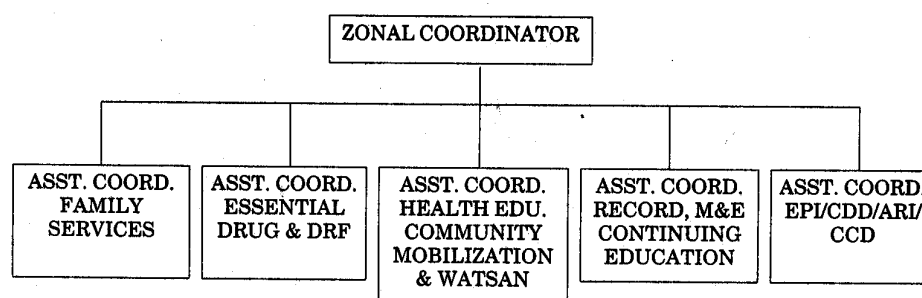 ZONAL COORDINATOR
ASST. COORD.
FAMILY
SERVICES
ASST. COORD.
ESSENTIAL
DRUG & DRF
ASST. COORD.
HEALTH EDU.
COMMUNITY
MOBILIZATION
& WATSAN
ASST. COORD.
RECORD, M&E
CONTINUING
EDUCATION
ASST. COORD.
EPI/CDD/ARI/
CCD